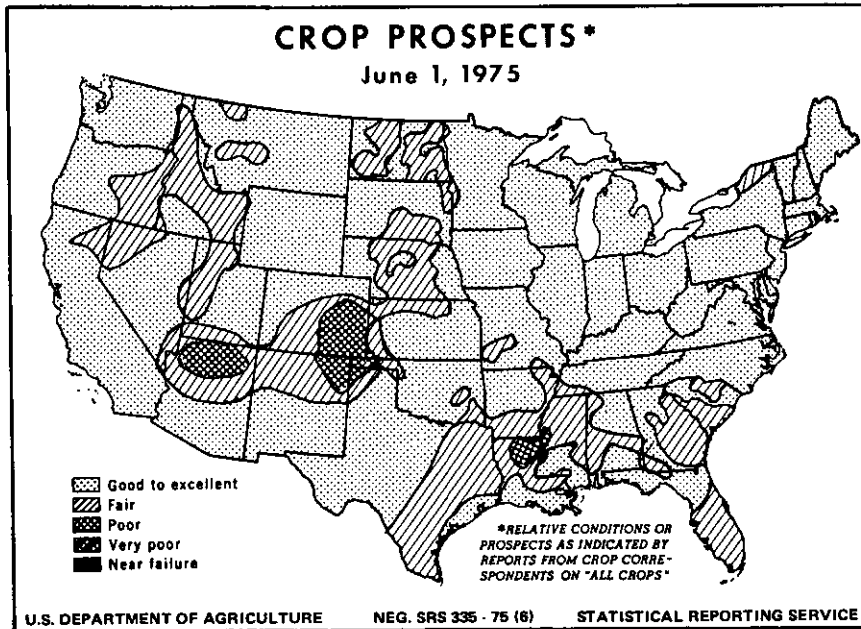 CROP PROSPECTS*
June 1, 1975
Good to excellent
Fair
Poor
Very poor
Near failure
*RELATIVE CONDITIONS OR
PROSPECTS AS INDICATED BY
REPORTS FROM CROP CORRE-
SPONDENTS ON "ALL CROPS"
U.S. DEPARTMENT OF AGRICULTURE NEG. SRS 335 - 75 (6) STATISTICAL REPORTING SERVICE